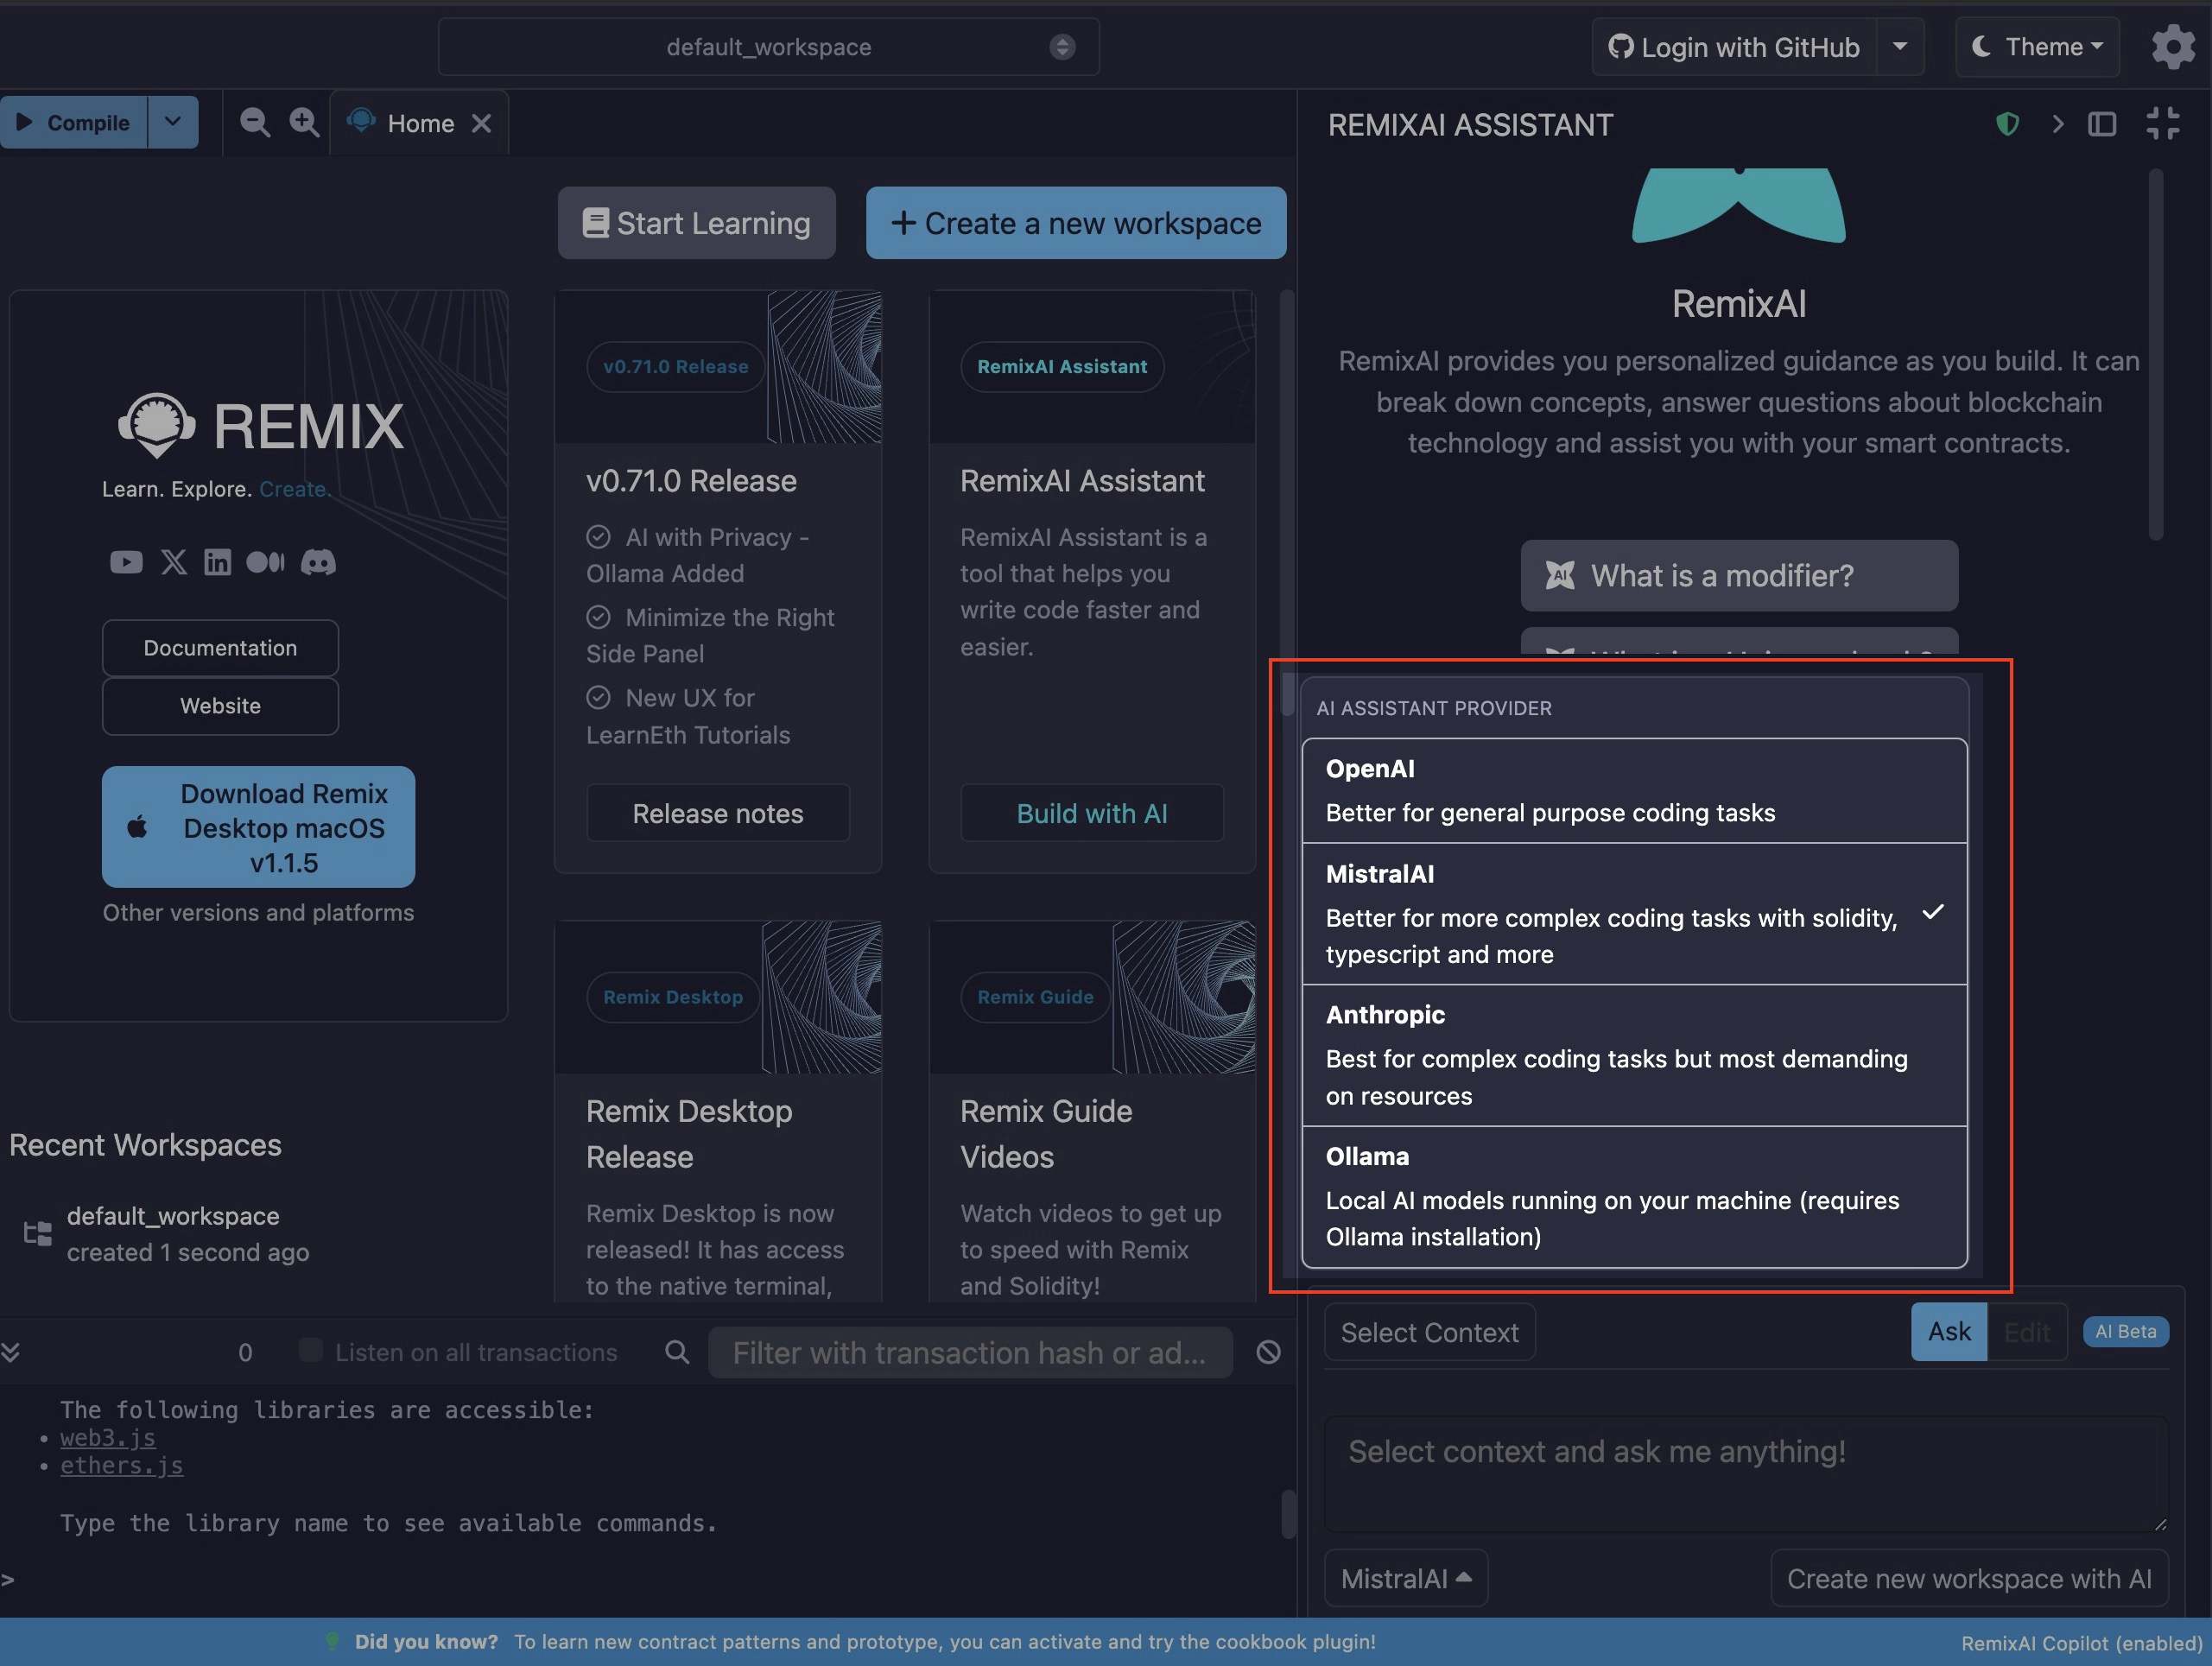 default_workspace
Login with GitHub
Theme
Compile
Home
REMIXAI ASSISTANT
Start Learning
Create a new workspace
REMIX
Learn. Explore. Create.
Documentation
Website
Download Remix
Desktop macOS
v1.1.5
Other versions and platforms
Recent Workspaces
default_workspace
created 1 second ago
v0.71.0 Release
v0.71.0 Release
AI with Privacy -
Ollama Added
Minimize the Right
Side Panel
New UX for
LearnEth Tutorials
Release notes
RemixAI Assistant
RemixAI Assistant
RemixAI Assistant is a
tool that helps you
write code faster and
easier.
Build with AI
Remix Desktop
Remix Desktop
Release
Remix Desktop is now
released! It has access
to the native terminal,
Remix Guide
Remix Guide
Videos
Watch videos to get up
to speed with Remix
and Solidity!
0
Listen on all transactions
Filter with transaction hash or ad...
The following libraries are accessible:
• web3.js
• ethers.js
Type the library name to see available commands.
>
RemixAI
RemixAI provides you personalized guidance as you build. It can
break down concepts, answer questions about blockchain
technology and assist you with your smart contracts.
AI What is a modifier?
AI ASSISTANT PROVIDER
OpenAI
Better for general purpose coding tasks
MistralAI
Better for more complex coding tasks with solidity,
typescript and more
Anthropic
Best for complex coding tasks but most demanding
on resources
Ollama
Local AI models running on your machine (requires
Ollama installation)
Select Context
Ask
Edit
AI Beta
Select context and ask me anything!
MistralAI
Create new workspace with AI
Did you know? To learn new contract patterns and prototype, you can activate and try the cookbook plugin!
RemixAI Copilot (enabled)